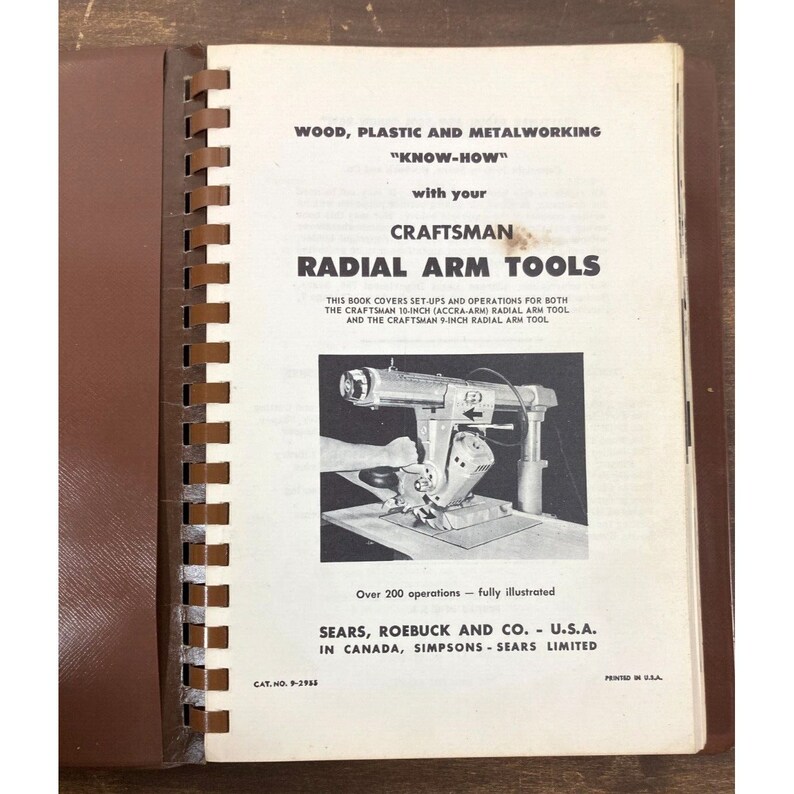 WOOD, PLASTIC AND METALWORKING
"KNOW-HOW"
with your
CRAFTSMAN
RADIAL ARM TOOLS
THIS BOOK COVERS SET-UPS AND OPERATIONS FOR BOTH
THE CRAFTSMAN 10-INCH (ACCRA-ARM) RADIAL ARM TOOL
AND THE CRAFTSMAN 9-INCH RADIAL ARM TOOL
Over 200 operations — fully illustrated
SEARS, ROEBUCK AND CO. - U.S.A.
IN CANADA, SIMPSONS - SEARS LIMITED
CAT. NO. 9-2955
PRINTED IN U.S.A.